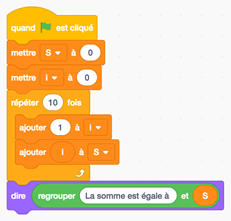 quand est cliqué
mettre S à 0
mettre i à 0
répéter 10 fois
ajouter 1 à i
ajouter i à S
dire regrouper La somme est égale à et S